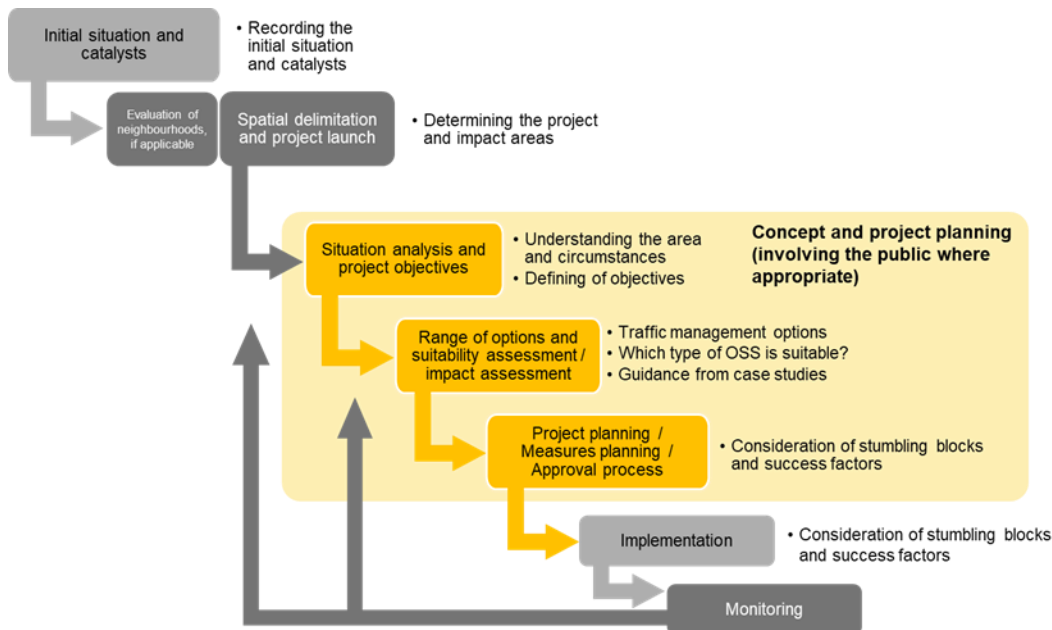 Initial situation and
catalysts
• Recording the
initial situation
and catalysts
Evaluation of
neighbourhoods,
if applicable
Spatial delimitation
and project launch
• Determining the project
and impact areas
Concept and project planning
(involving the public where
appropriate)
Situation analysis and
project objectives
• Understanding the area
and circumstances
• Defining of objectives
Range of options and
suitability assessment /
impact assessment
• Traffic management options
• Which type of OSS is suitable?
• Guidance from case studies
Project planning /
Measures planning /
Approval process
• Consideration of stumbling blocks
and success factors
Implementation
• Consideration of stumbling blocks
and success factors
Monitoring